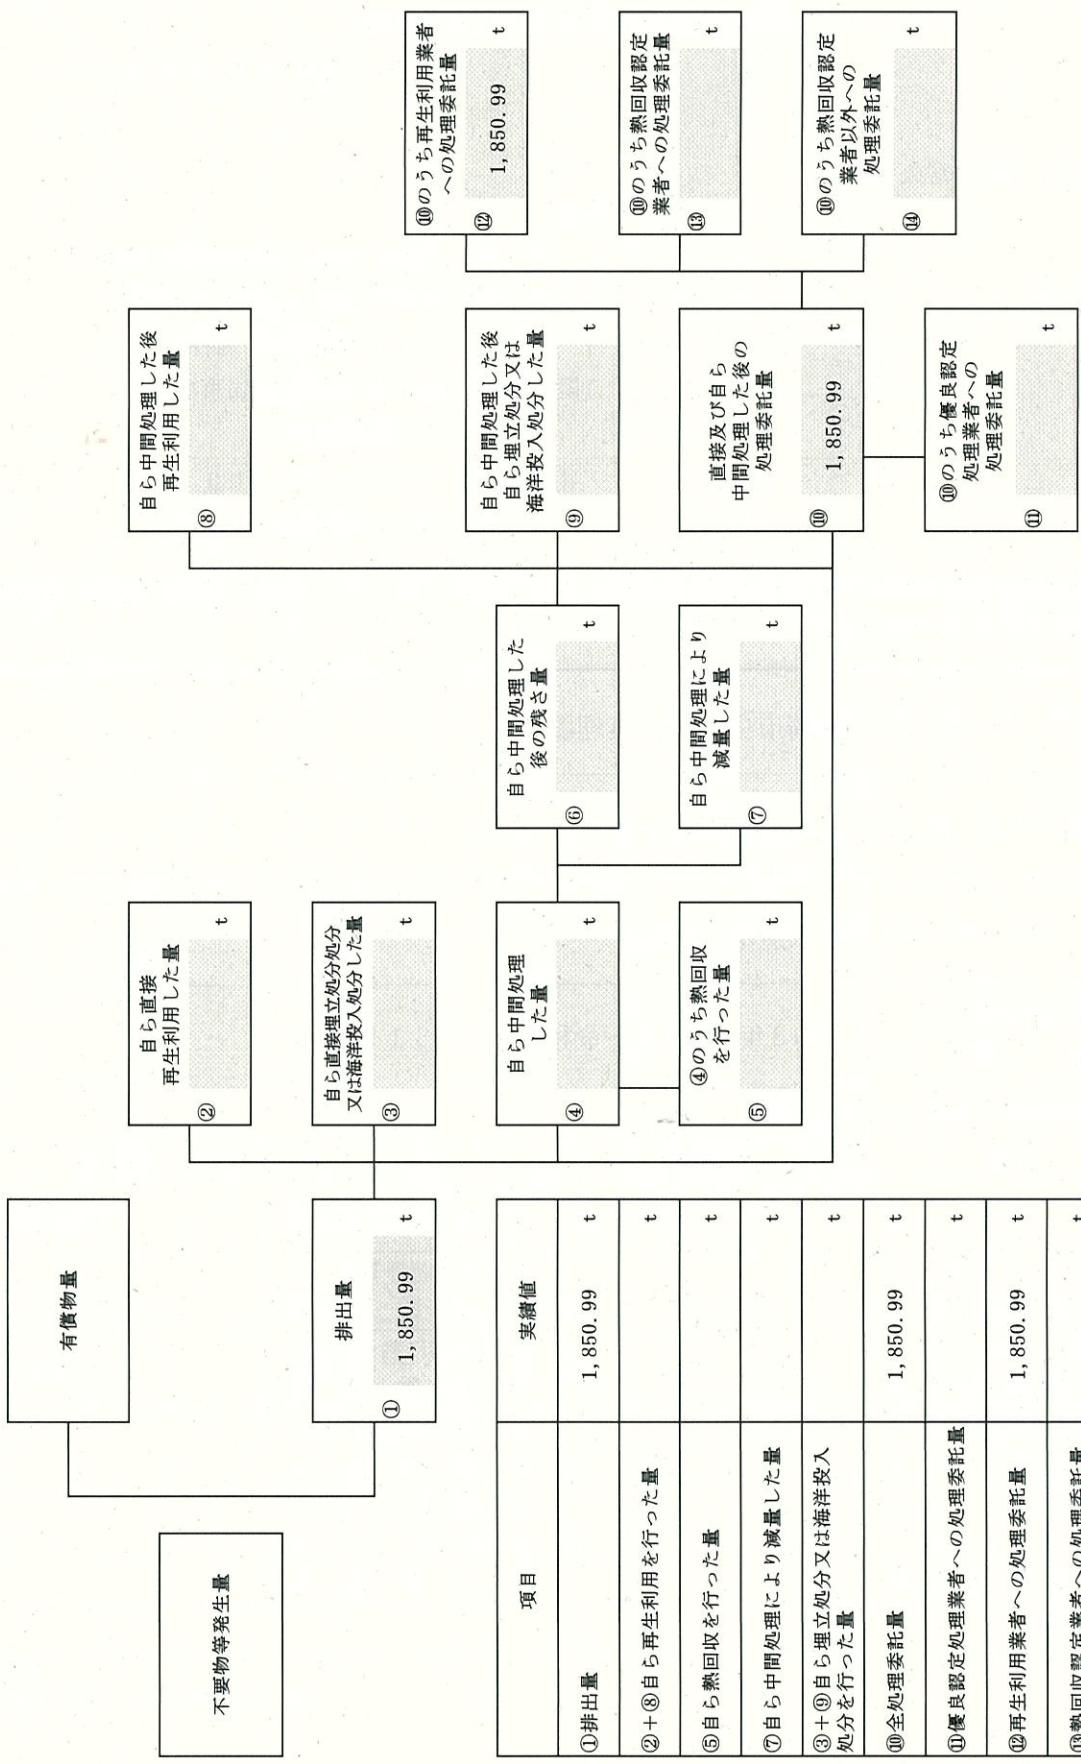 不要物等発生量
有償物量
排出量
① 1,850.99 t
自ら直接
再生利用した量
② t
自ら直接埋立処分処分
又は海洋投入処分した量
③ t
自ら中間処理
した量
④ t
④のうち熱回収
を行った量
⑤ t
自ら中間処理した
後の残さ量
⑥ t
自ら中間処理により
減量した量
⑦ t
自ら中間処理した後
再生利用した量
⑧ t
自ら中間処理した後
自ら埋立処分又は
海洋投入処分した量
⑨ t
直接及び自ら
中間処理した後の
処理委託量
⑩ 1,850.99 t
⑩のうち優良認定
処理業者への
処理委託量
⑪ t
⑩のうち再生利用業者
への処理委託量
⑫ 1,850.99 t
⑩のうち熱回収認定
業者への処理委託量
⑬ t
⑩のうち熱回収認定
業者以外への
処理委託量
⑭ t
項目 実績値
①排出量 1,850.99 t
②+⑧自ら再生利用を行った量 t
⑤自ら熱回収を行った量 t
⑦自ら中間処理により減量した量 t
③+⑨自ら埋立処分又は海洋投入
処分を行った量 t
⑩全処理委託量 1,850.99 t
⑪優良認定処理業者への処理委託量 t
⑫再生利用業者への処理委託量 1,850.99 t
⑬熱回収認定業者への処理委託量 t